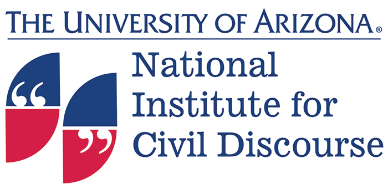 THE UNIVERSITY OF ARIZONA®
National
Institute for
Civil Discourse